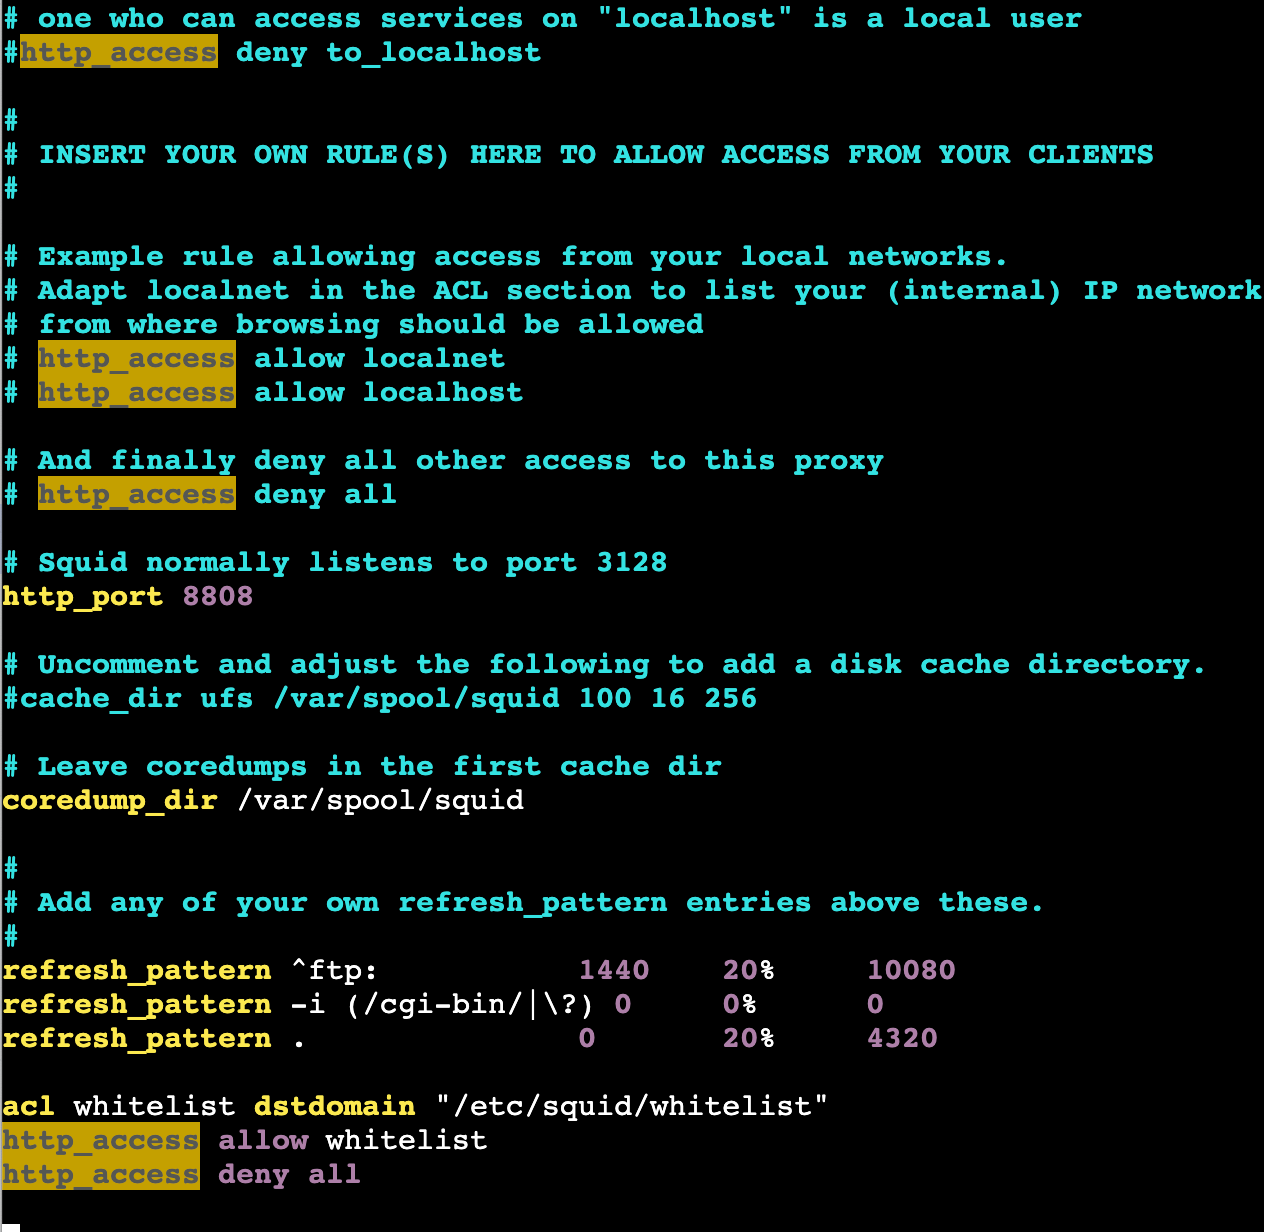 # one who can access services on "localhost" is a local user
#http_access deny to_localhost
#
# INSERT YOUR OWN RULE(S) HERE TO ALLOW ACCESS FROM YOUR CLIENTS
#
# Example rule allowing access from your local networks.
# Adapt localnet in the ACL section to list your (internal) IP network
# from where browsing should be allowed
# http_access allow localnet
# http_access allow localhost
# And finally deny all other access to this proxy
# http_access deny all
# Squid normally listens to port 3128
http_port 8808
# Uncomment and adjust the following to add a disk cache directory.
#cache_dir ufs /var/spool/squid 100 16 256
# Leave coredumps in the first cache dir
coredump_dir /var/spool/squid
#
# Add any of your own refresh_pattern entries above these.
#
refresh_pattern ^ftp: 1440 20% 10080
refresh_pattern -i (/cgi-bin/|\?) 0 0% 0
refresh_pattern . 0 20% 4320
acl whitelist dstdomain "/etc/squid/whitelist"
http_access allow whitelist
http_access deny all